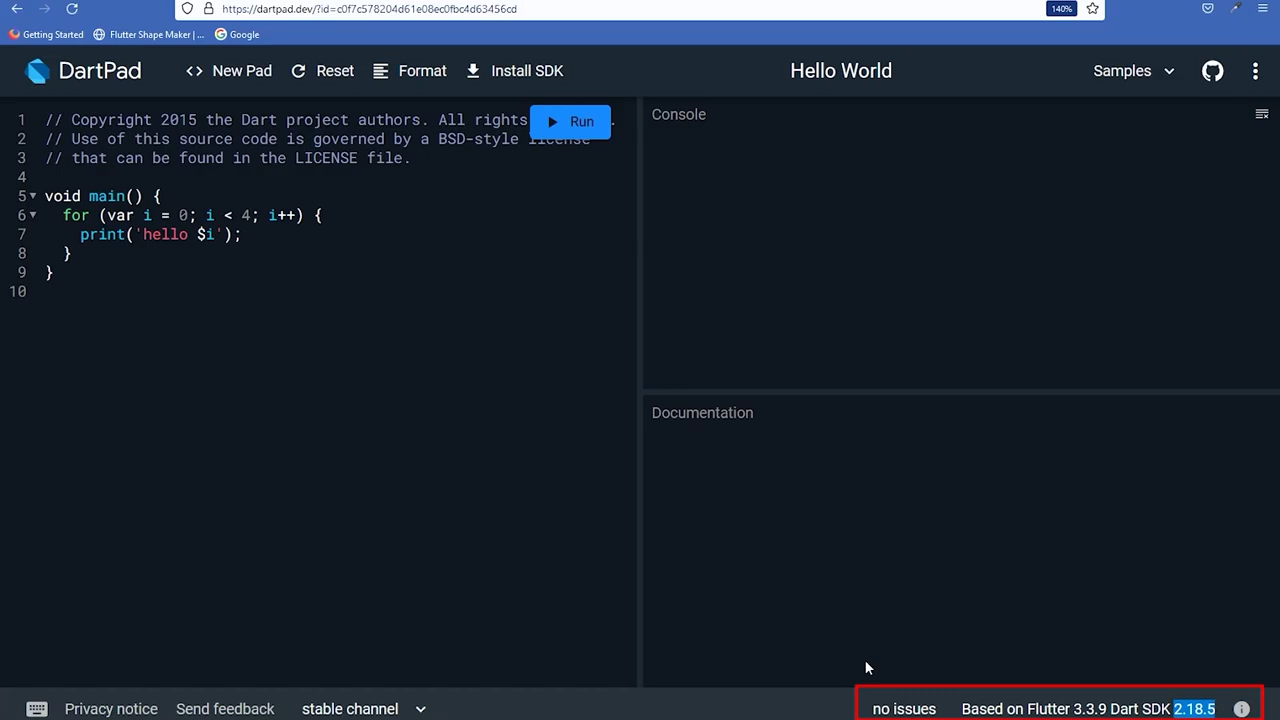 https://dartpad.dev/?id=c0f7c578204d61e08ec0fbc4d63456cd
140%
Getting Started
Flutter Shape Maker | ...
Google
DartPad
New Pad
Reset
Format
Install SDK
Hello World
Samples
1 // Copyright 2015 the Dart project authors. All rights .
Run
2 // Use of this source code is governed by a BSD-style license
3 // that can be found in the LICENSE file.
4
5 void main() {
6 for (var i = 0; i < 4; i++) {
7 print('hello $i');
8 }
9 }
10
Console
Documentation
Privacy notice
Send feedback
stable channel
no issues
Based on Flutter 3.3.9 Dart SDK 2.18.5